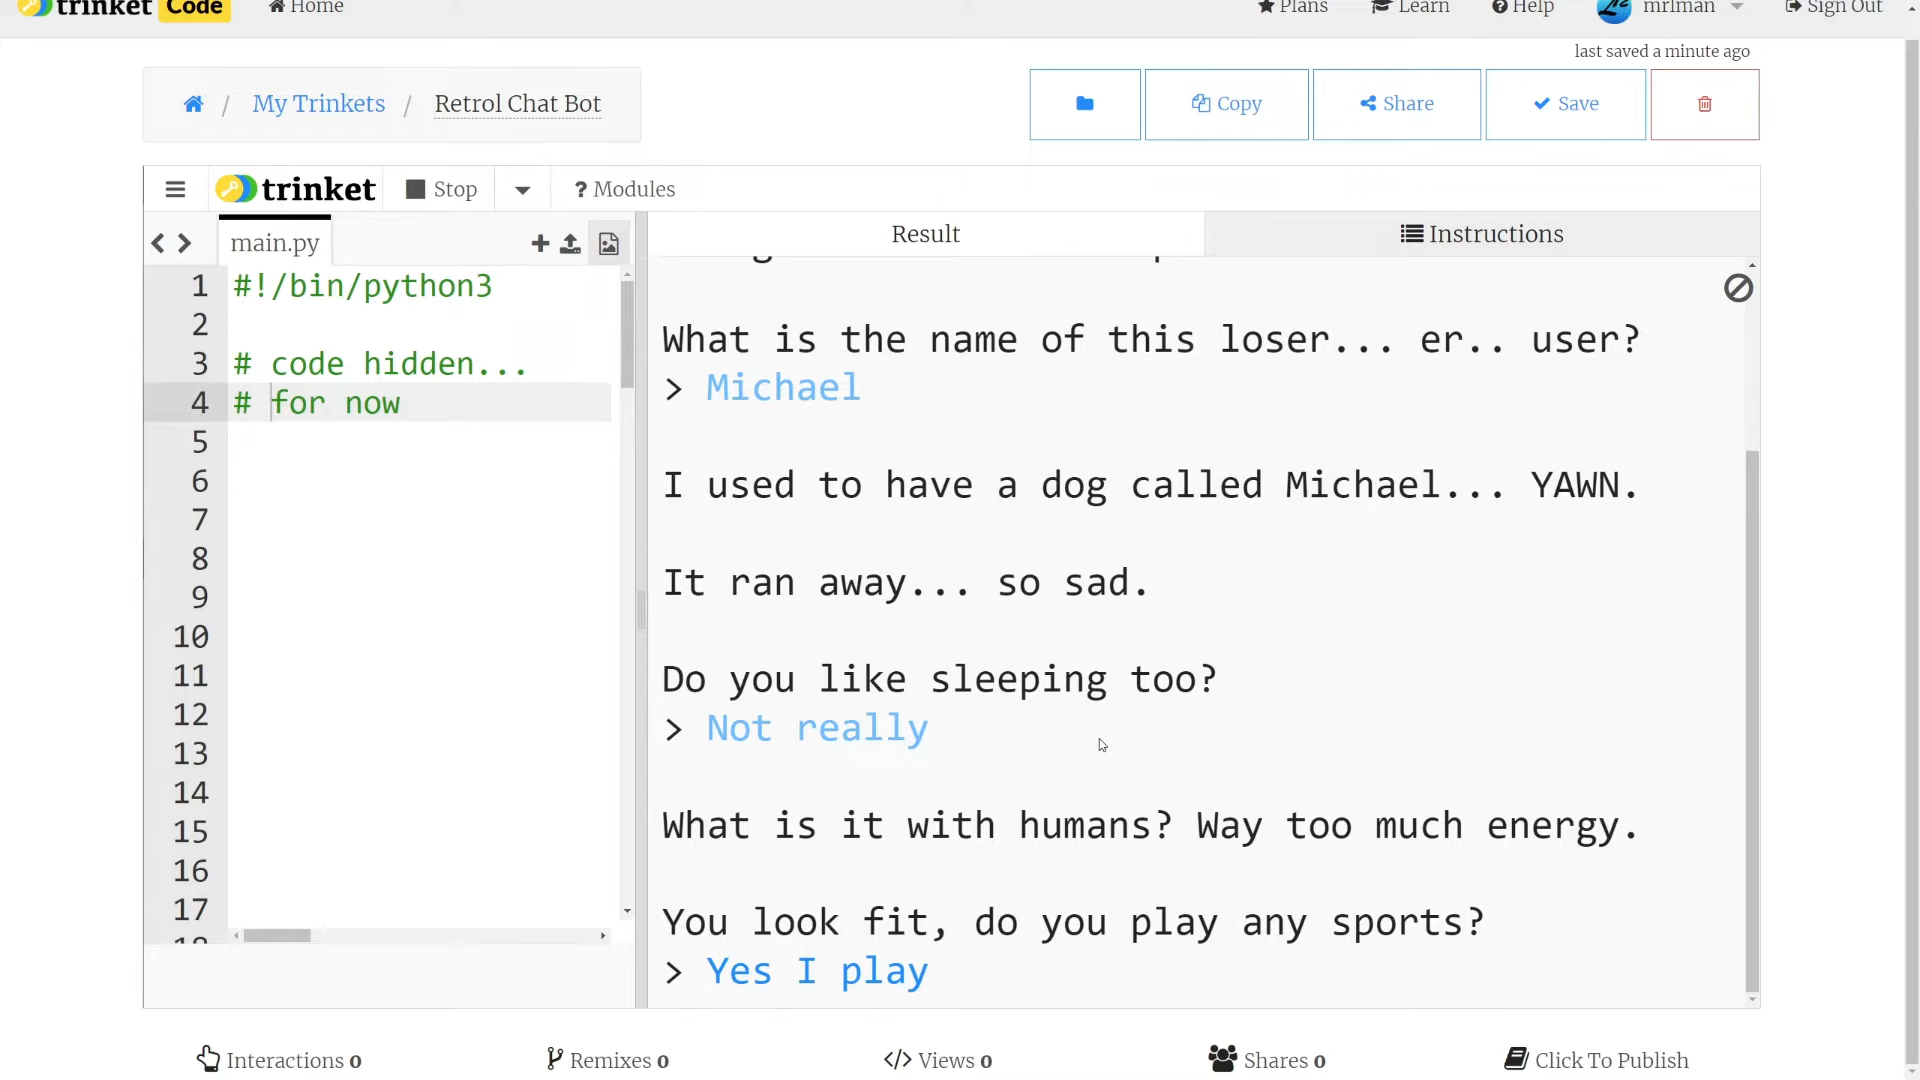 trinket Code Home Plans Learn Help mrlman Sign Out
last saved a minute ago
/ My Trinkets / Retrol Chat Bot Copy Share Save
trinket Stop ? Modules
main.py Result Instructions
1 #!/bin/python3
2
3 # code hidden...
4 # for now
5
6
7
8
9
10
11
12
13
14
15
16
17
18
What is the name of this loser... er.. user?
> Michael
I used to have a dog called Michael... YAWN.
It ran away... so sad.
Do you like sleeping too?
> Not really
What is it with humans? Way too much energy.
You look fit, do you play any sports?
> Yes I play
Interactions 0 Remixes 0 </> Views 0 Shares 0 Click To Publish